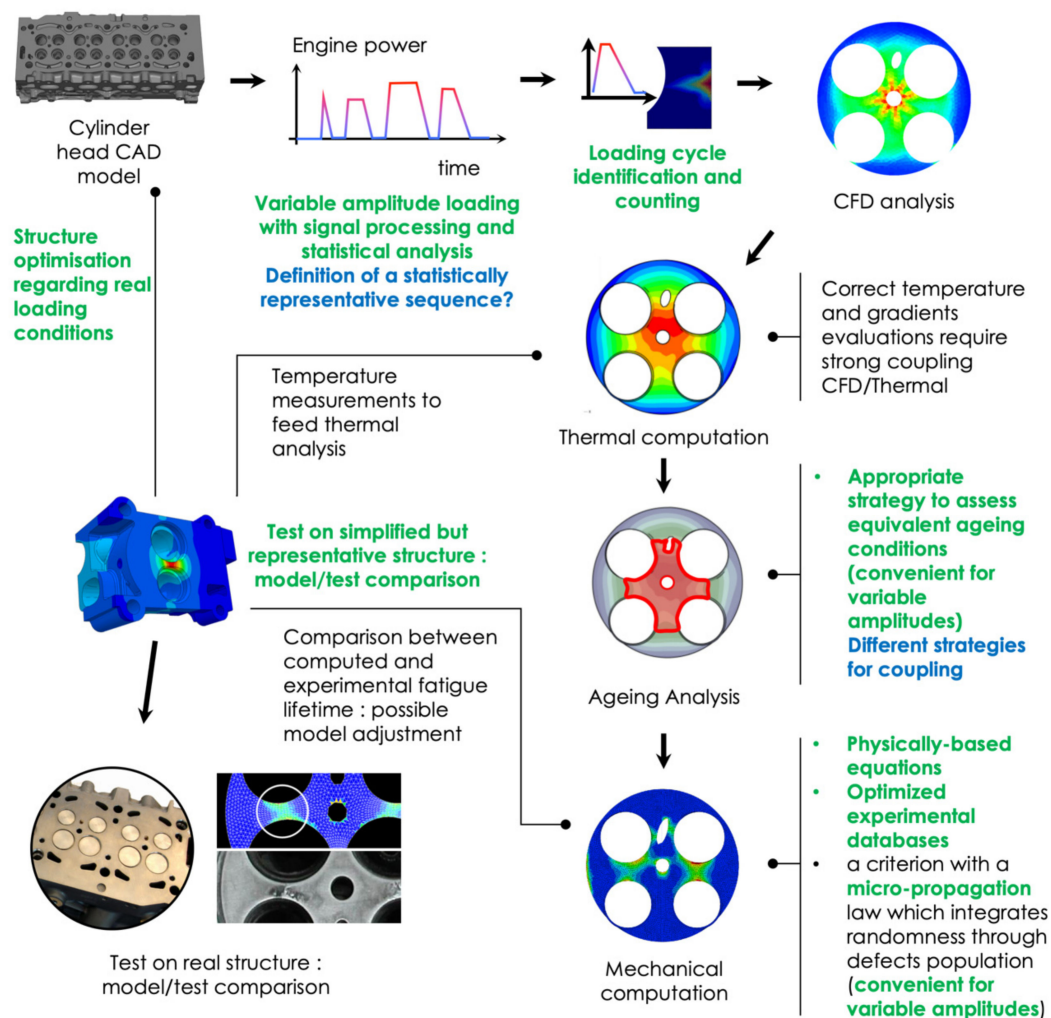 Engine power
time
Cylinder
head CAD
model
Loading cycle
identification and
counting
CFD analysis
Variable amplitude loading
with signal processing and
statistical analysis
Definition of a statistically
representative sequence?
Structure
optimisation
regarding real
loading
conditions
Correct temperature
and gradients
evaluations require
strong coupling
CFD/Thermal
Temperature
measurements to
feed thermal
analysis
Thermal computation
• Appropriate
strategy to assess
equivalent ageing
conditions
(convenient for
variable
amplitudes)
Different strategies
for coupling
Test on simplified but
representative structure :
model/test comparison
Comparison between
computed and
experimental fatigue
lifetime : possible
model adjustment
Ageing Analysis
• Physically-based
equations
• Optimized
experimental
databases
• a criterion with a
micro-propagation
law which integrates
randomness through
defects population
(convenient for
variable amplitudes)
Mechanical
computation
Test on real structure :
model/test comparison